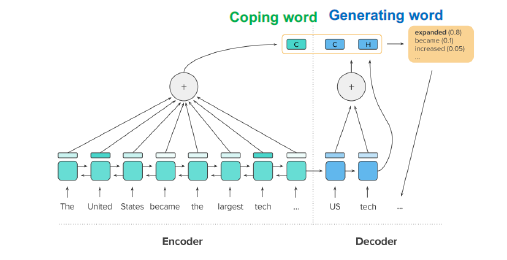 Coping word Generating word
C C H
expanded (0.8)
became (0.1)
increased (0.05)
...
+ +
The United States became the largest tech ... US tech ...
Encoder Decoder